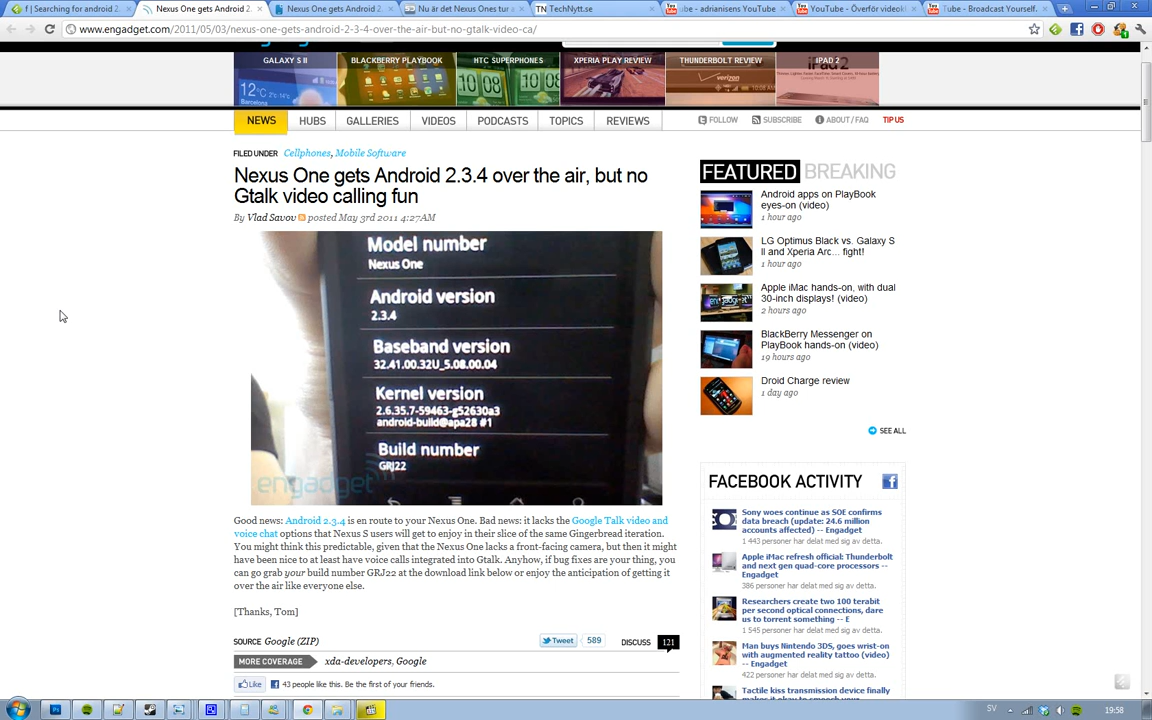 f | Searching for android 2.
Nexus One gets Android 2.
Nexus One gets Android 2.
Nu är det Nexus Ones tur a
TechNytt.se
be - adrianisens YouTube
YouTube - Överför videokl
Tube - Broadcast Yourself.
www.engadget.com/2011/05/03/nexus-one-gets-android-2-3-4-over-the-air-but-no-gtalk-video-ca/
GALAXY S II
BLACKBERRY PLAYBOOK
HTC SUPERPHONES
XPERIA PLAY REVIEW
THUNDERBOLT REVIEW
IPAD 2
NEWS
HUBS
GALLERIES
VIDEOS
PODCASTS
TOPICS
REVIEWS
FOLLOW
SUBSCRIBE
ABOUT / FAQ
TIP US
FILED UNDER Cellphones, Mobile Software
Nexus One gets Android 2.3.4 over the air, but no
Gtalk video calling fun
By Vlad Savov posted May 3rd 2011 4:27AM
Model number
Nexus One
Android version
2.3.4
Baseband version
32.41.00.32U_5.08.00.04
Kernel version
2.6.35.7-59463-g52630a3
android-build@apa28 #1
Build number
GRJ22
engadget
Good news: Android 2.3.4 is en route to your Nexus One. Bad news: it lacks the Google Talk video and
voice chat options that Nexus S users will get to enjoy in their slice of the same Gingerbread iteration.
You might think this predictable, given that the Nexus One lacks a front-facing camera, but then it might
have been nice to at least have voice calls integrated into Gtalk. Anyhow, if bug fixes are your thing, you
can go grab your build number GRJ22 at the download link below or enjoy the anticipation of getting it
over the air like everyone else.
[Thanks, Tom]
SOURCE Google (ZIP)
Tweet
589
DISCUSS
121
MORE COVERAGE
xda-developers, Google
Like
43 people like this. Be the first of your friends.
FEATURED BREAKING
Android apps on PlayBook
eyes-on (video)
1 hour ago
LG Optimus Black vs. Galaxy S
II and Xperia Arc... fight!
1 hour ago
Apple iMac hands-on, with dual
30-inch displays! (video)
2 hours ago
BlackBerry Messenger on
PlayBook hands-on (video)
19 hours ago
Droid Charge review
1 day ago
SEE ALL
FACEBOOK ACTIVITY
Sony woes continue as SOE confirms
data breach (update: 24.6 million
accounts affected) -- Engadget
1 443 personer har delat med sig av detta.
Apple iMac refresh official: Thunderbolt
and next gen quad-core processors --
Engadget
386 personer har delat med sig av detta.
Researchers create two 100 terabit
per second optical connections, dare
us to torrent something -- E
1 545 personer har delat med sig av detta.
Man buys Nintendo 3DS, goes wrist-on
with augmented reality tattoo (video)
-- Engadget
422 personer har delat med sig av detta.
Tactile kiss transmission device finally
SV
19:58